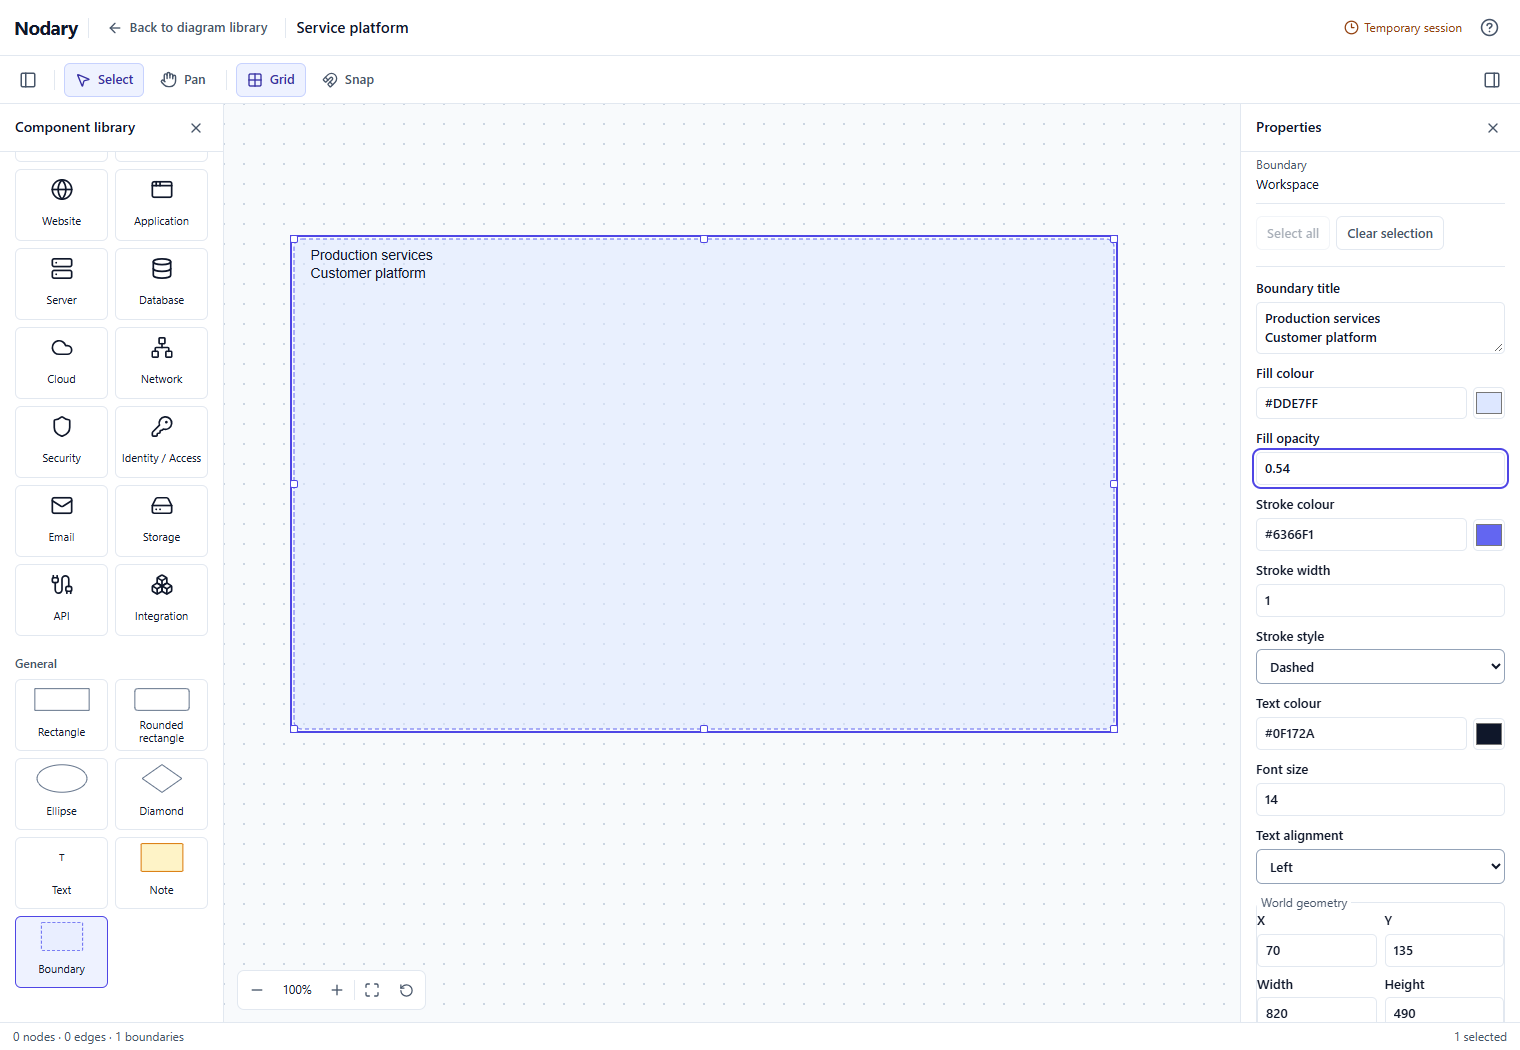 Nodary
Back to diagram library
Service platform
Temporary session
Select
Pan
Grid
Snap
Component library
Website
Application
Server
Database
Cloud
Network
Security
Identity / Access
Email
Storage
API
Integration
General
Rectangle
Rounded
rectangle
Ellipse
Diamond
T
Text
Note
Boundary
Production services
Customer platform
100%
Properties
Boundary
Workspace
Select all
Clear selection
Boundary title
Production services
Customer platform
Fill colour
#DDE7FF
Fill opacity
0.54
Stroke colour
#6366F1
Stroke width
1
Stroke style
Dashed
Text colour
#0F172A
Font size
14
Text alignment
Left
World geometry
X
Y
70
135
Width
Height
820
490
0 nodes · 0 edges · 1 boundaries
1 selected